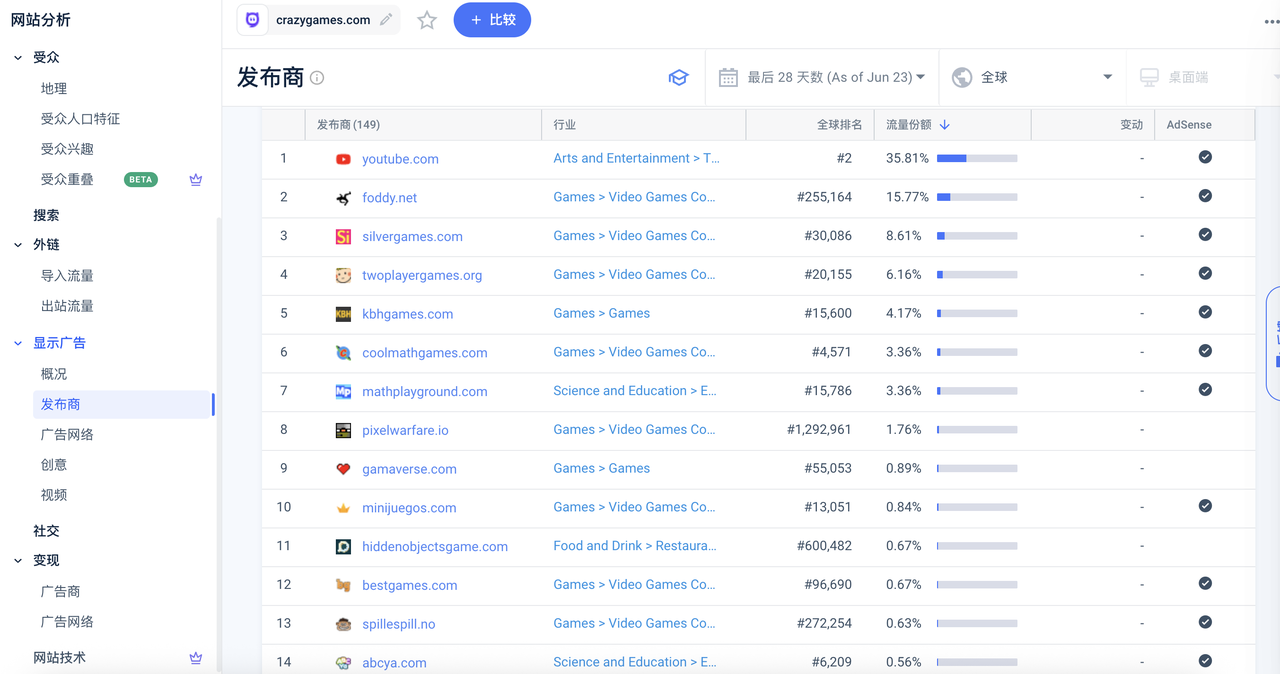 网站分析
受众
地理
受众人口特征
受众兴趣
受众重叠 BETA
搜索
外链
导入流量
出站流量
显示广告
概况
发布商
广告网络
创意
视频
社交
变现
广告商
广告网络
网站技术
crazygames.com + 比较
发布商 最后 28 天数 (As of Jun 23) 全球 桌面端
发布商 (149) 行业 全球排名 流量份额 变动 AdSense
1 youtube.com Arts and Entertainment > T... #2 35.81% -
2 foddy.net Games > Video Games Co... #255,164 15.77% -
3 Si silvergames.com Games > Video Games Co... #30,086 8.61% -
4 twoplayergames.org Games > Video Games Co... #20,155 6.16% -
5 KBH kbhgames.com Games > Games #15,600 4.17% -
6 coolmathgames.com Games > Video Games Co... #4,571 3.36% -
7 MP mathplayground.com Science and Education > E... #15,786 3.36% -
8 pixelwarfare.io Games > Video Games Co... #1,292,961 1.76% -
9 gamaverse.com Games > Games #55,053 0.89% -
10 minijuegos.com Games > Video Games Co... #13,051 0.84% -
11 hiddenobjectsgame.com Food and Drink > Restaura... #600,482 0.67% -
12 bestgames.com Games > Video Games Co... #96,690 0.67% -
13 spillespill.no Games > Video Games Co... #272,254 0.63% -
14 abcya.com Science and Education > E... #6,209 0.56% -